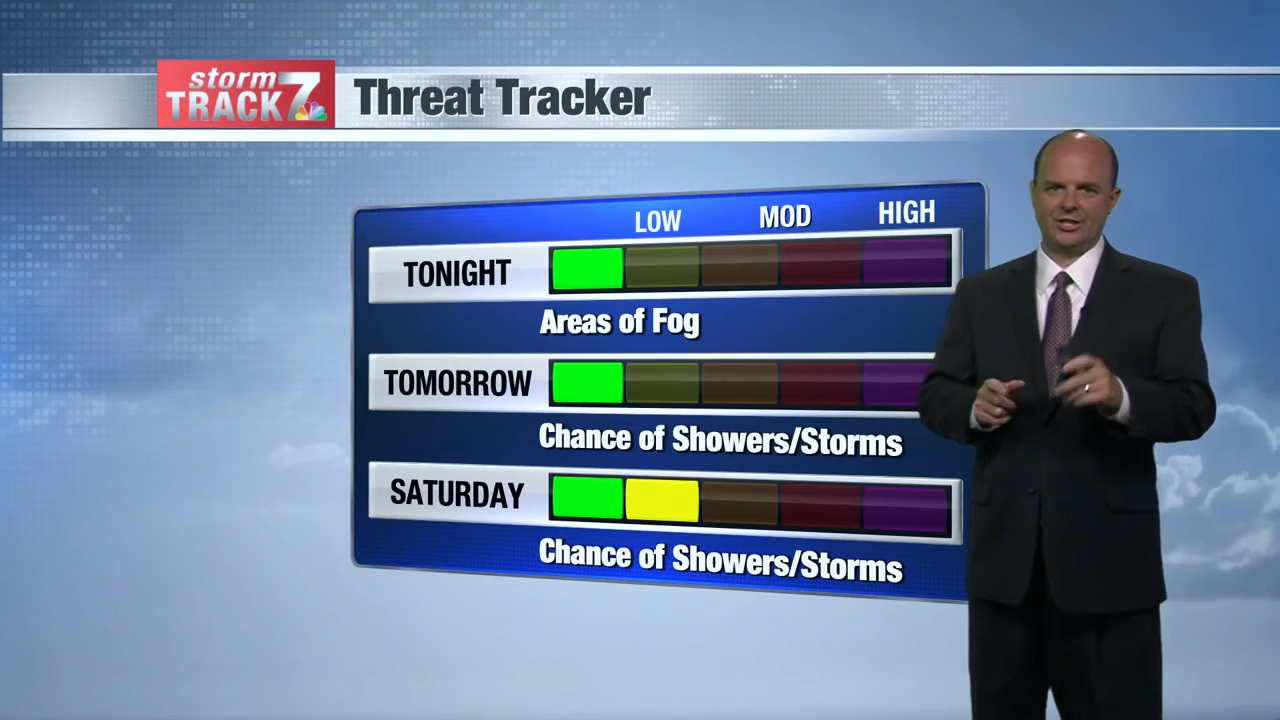 storm
TRACK 7
Threat Tracker
LOW MOD HIGH
TONIGHT
Areas of Fog
TOMORROW
Chance of Showers/Storms
SATURDAY
Chance of Showers/Storms